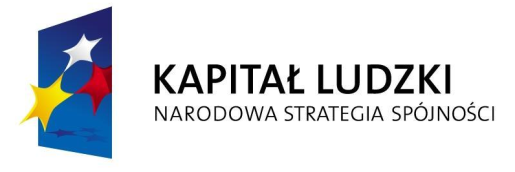 KAPITAŁ LUDZKI
NARODOWA STRATEGIA SPÓJNOŚCI